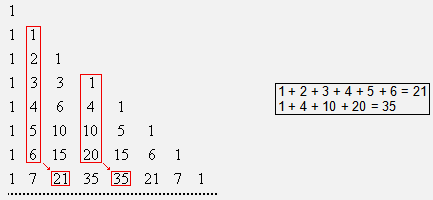 1
1 1
1 2 1
1 3 3 1
1 4 6 4 1
1 5 10 10 5 1
1 6 15 20 15 6 1
1 7 21 35 35 21 7 1
1 + 2 + 3 + 4 + 5 + 6 = 21
1 + 4 + 10 + 20 = 35